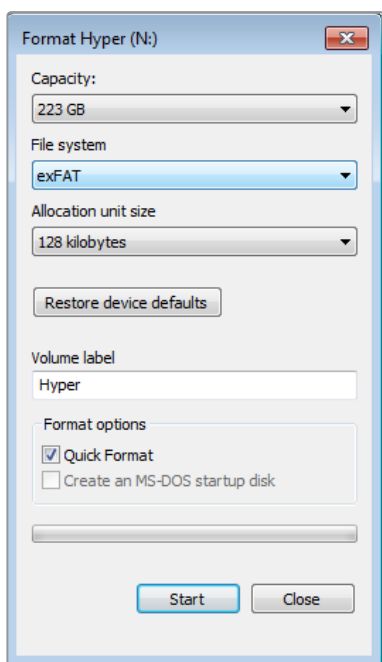 Format Hyper (N:)
Capacity:
223 GB
File system
exFAT
Allocation unit size
128 kilobytes
Restore device defaults
Volume label
Hyper
Format options
Quick Format
Create an MS-DOS startup disk
Start Close